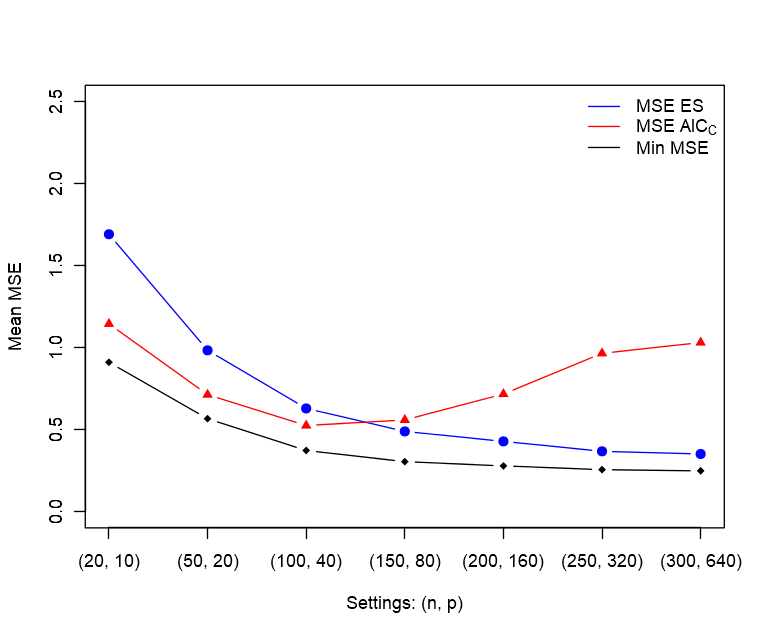 MSE ES
MSE AICC
Min MSE
Mean MSE
2.5
2.0
1.5
1.0
0.5
0.0
(20, 10) (50, 20) (100, 40) (150, 80) (200, 160) (250, 320) (300, 640)
Settings: (n, p)